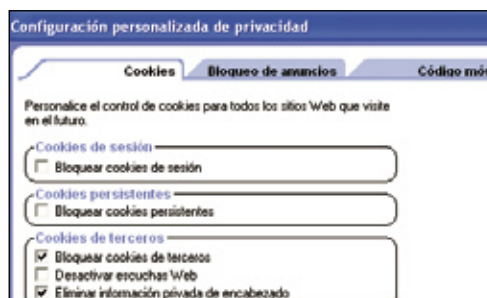 Configuración personalizada de privacidad
Cookies Bloqueo de anuncios Código móv
Personalice el control de cookies para todos los sitios Web que visite
en el futuro.
Cookies de sesión
Bloquear cookies de sesión
Cookies persistentes
Bloquear cookies persistentes
Cookies de terceros
Bloquear cookies de terceros
Desactivar escuchas Web
Eliminar información privada de encabezado